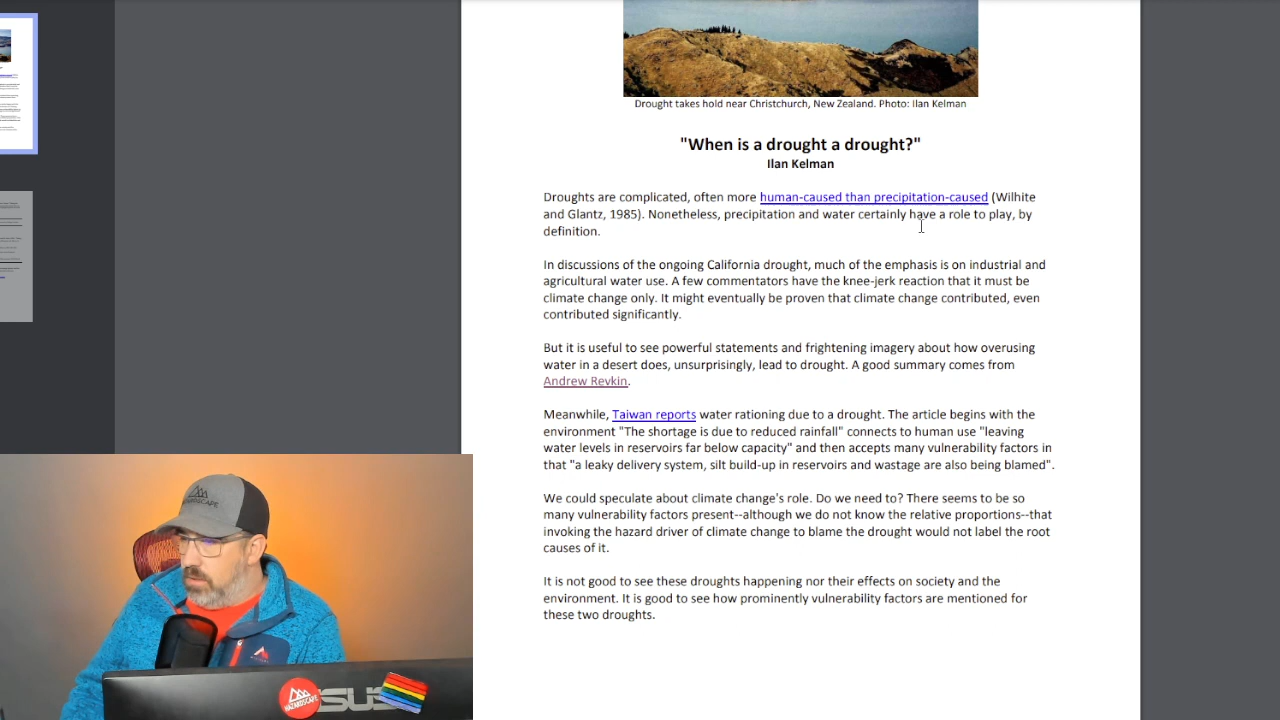 Drought takes hold near Christchurch, New Zealand. Photo: Ilan Kelman
"When is a drought a drought?"
Ilan Kelman
Droughts are complicated, often more human-caused than precipitation-caused (Wilhite
and Glantz, 1985). Nonetheless, precipitation and water certainly have a role to play, by
definition.
In discussions of the ongoing California drought, much of the emphasis is on industrial and
agricultural water use. A few commentators have the knee-jerk reaction that it must be
climate change only. It might eventually be proven that climate change contributed, even
contributed significantly.
But it is useful to see powerful statements and frightening imagery about how overusing
water in a desert does, unsurprisingly, lead to drought. A good summary comes from
Andrew Revkin.
Meanwhile, Taiwan reports water rationing due to a drought. The article begins with the
environment "The shortage is due to reduced rainfall" connects to human use "leaving
water levels in reservoirs far below capacity" and then accepts many vulnerability factors in
that "a leaky delivery system, silt build-up in reservoirs and wastage are also being blamed".
We could speculate about climate change's role. Do we need to? There seems to be so
many vulnerability factors present--although we do not know the relative proportions--that
invoking the hazard driver of climate change to blame the drought would not label the root
causes of it.
It is not good to see these droughts happening nor their effects on society and the
environment. It is good to see how prominently vulnerability factors are mentioned for
these two droughts.
HAZARDSCAPE
HAZARDSCAPE
ASUS